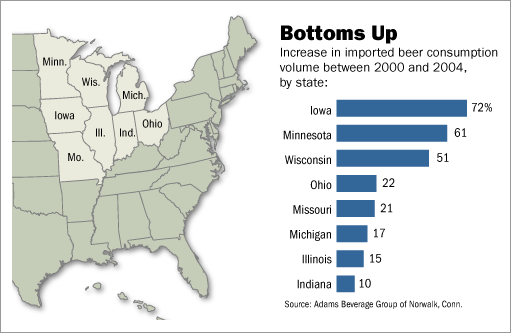 Bottoms Up
Increase in imported beer consumption
volume between 2000 and 2004,
by state:
Minn.
Wis.
Mich.
Iowa
Ill.
Ind.
Ohio
Mo.
Iowa 72%
Minnesota 61
Wisconsin 51
Ohio 22
Missouri 21
Michigan 17
Illinois 15
Indiana 10
Source: Adams Beverage Group of Norwalk, Conn.